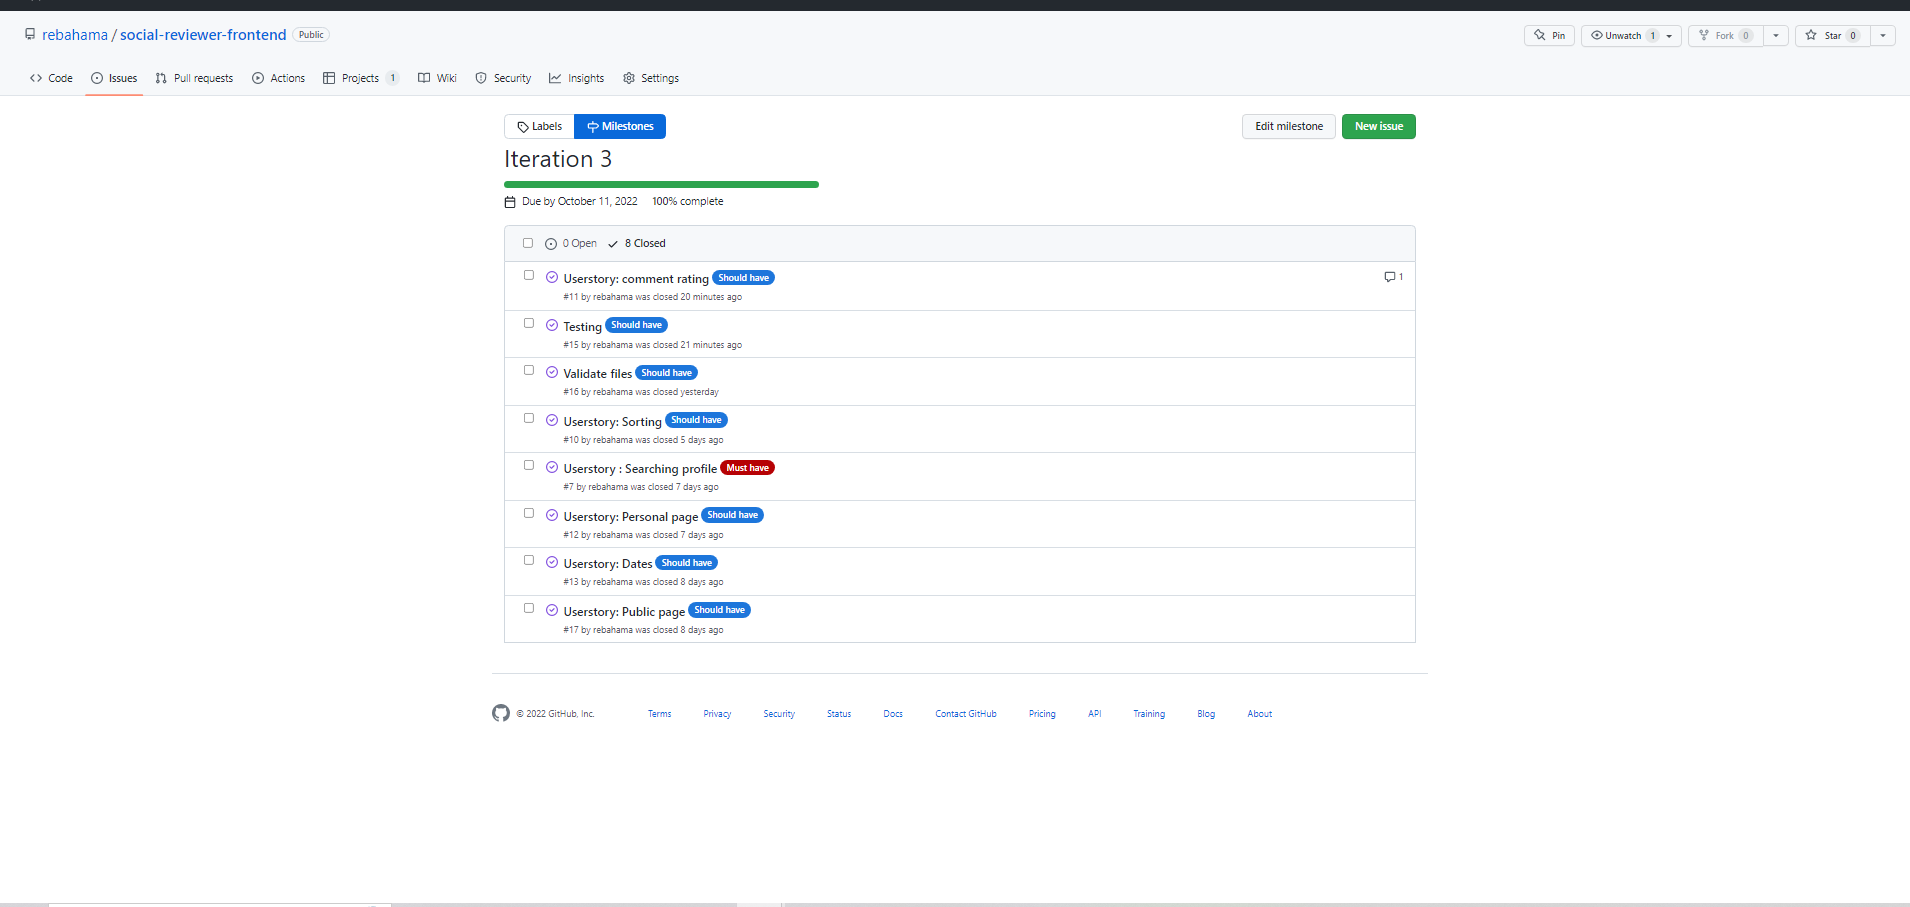 rebahama / social-reviewer-frontend Public
Pin Unwatch 1 Fork 0 Star 0
Code Issues Pull requests Actions Projects 1 Wiki Security Insights Settings
Labels Milestones Edit milestone New issue
Iteration 3
Due by October 11, 2022 100% complete
0 Open 8 Closed
Userstory: comment rating Should have 1
#11 by rebahama was closed 20 minutes ago
Testing Should have
#15 by rebahama was closed 21 minutes ago
Validate files Should have
#16 by rebahama was closed yesterday
Userstory: Sorting Should have
#10 by rebahama was closed 5 days ago
Userstory : Searching profile Must have
#7 by rebahama was closed 7 days ago
Userstory: Personal page Should have
#12 by rebahama was closed 7 days ago
Userstory: Dates Should have
#13 by rebahama was closed 8 days ago
Userstory: Public page Should have
#17 by rebahama was closed 8 days ago
© 2022 GitHub, Inc. Terms Privacy Security Status Docs Contact GitHub Pricing API Training Blog About